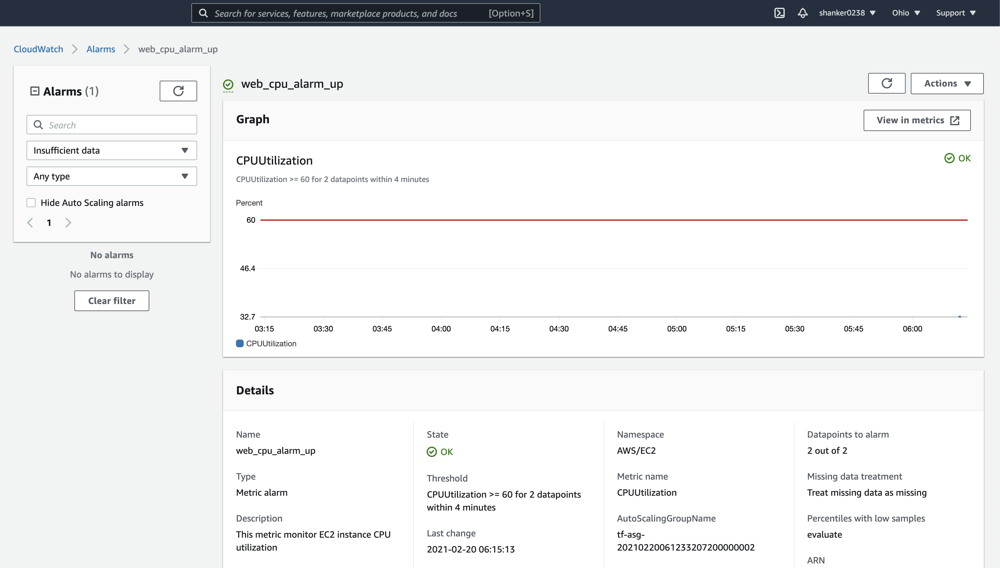 Search for services, features, marketplace products, and docs [Option+S] shanker0238 Ohio Support
CloudWatch Alarms web_cpu_alarm_up
Alarms (1)
Search
Insufficient data
Any type
Hide Auto Scaling alarms
1
No alarms
No alarms to display
Clear filter
web_cpu_alarm_up
Actions
Graph
View in metrics
CPUUtilization
OK
CPUUtilization >= 60 for 2 datapoints within 4 minutes
Percent
60
46.4
32.7
03:15 03:30 03:45 04:00 04:15 04:30 04:45 05:00 05:15 05:30 05:45 06:00
CPUUtilization
Details
Name
web_cpu_alarm_up
Type
Metric alarm
Description
This metric monitor EC2 instance CPU
utilization
State
OK
Threshold
CPUUtilization >= 60 for 2 datapoints
within 4 minutes
Last change
2021-02-20 06:15:13
Namespace
AWS/EC2
Metric name
CPUUtilization
AutoScalingGroupName
tf-asg-
20210220061233207200000002
Datapoints to alarm
2 out of 2
Missing data treatment
Treat missing data as missing
Percentiles with low samples
evaluate
ARN